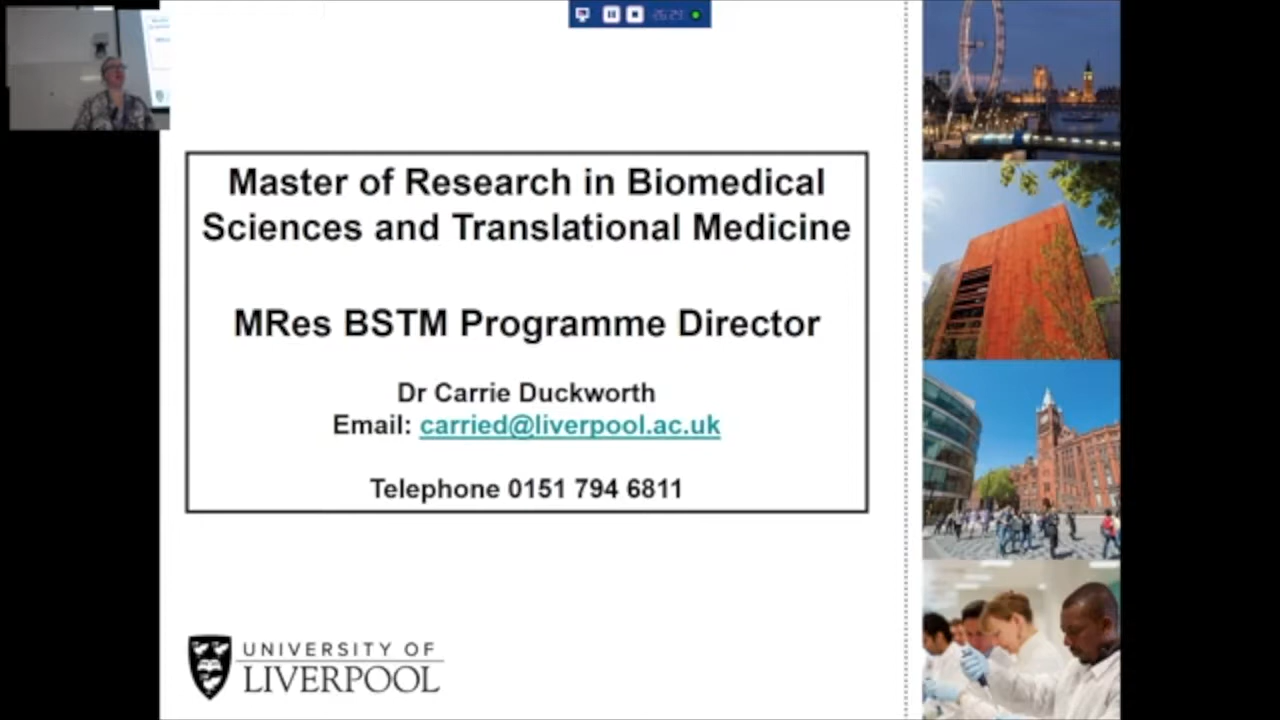 Master of Research in Biomedical
Sciences and Translational Medicine
MRes BSTM Programme Director
Dr Carrie Duckworth
Email: carried@liverpool.ac.uk
Telephone 0151 794 6811
UNIVERSITY OF
LIVERPOOL